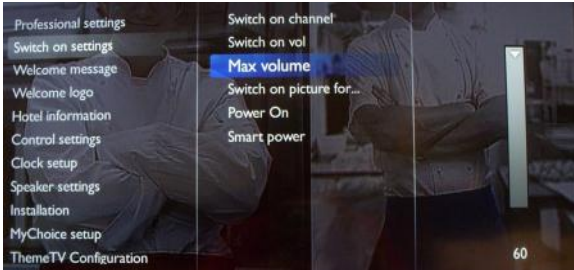 Professional settings
Switch on settings
Welcome message
Welcome logo
Hotel information
Control settings
Clock setup
Speaker settings
Installation
MyChoice setup
ThemeTV Configuration
Switch on channel
Switch on vol
Max volume
Switch on picture for...
Power On
Smart power
60